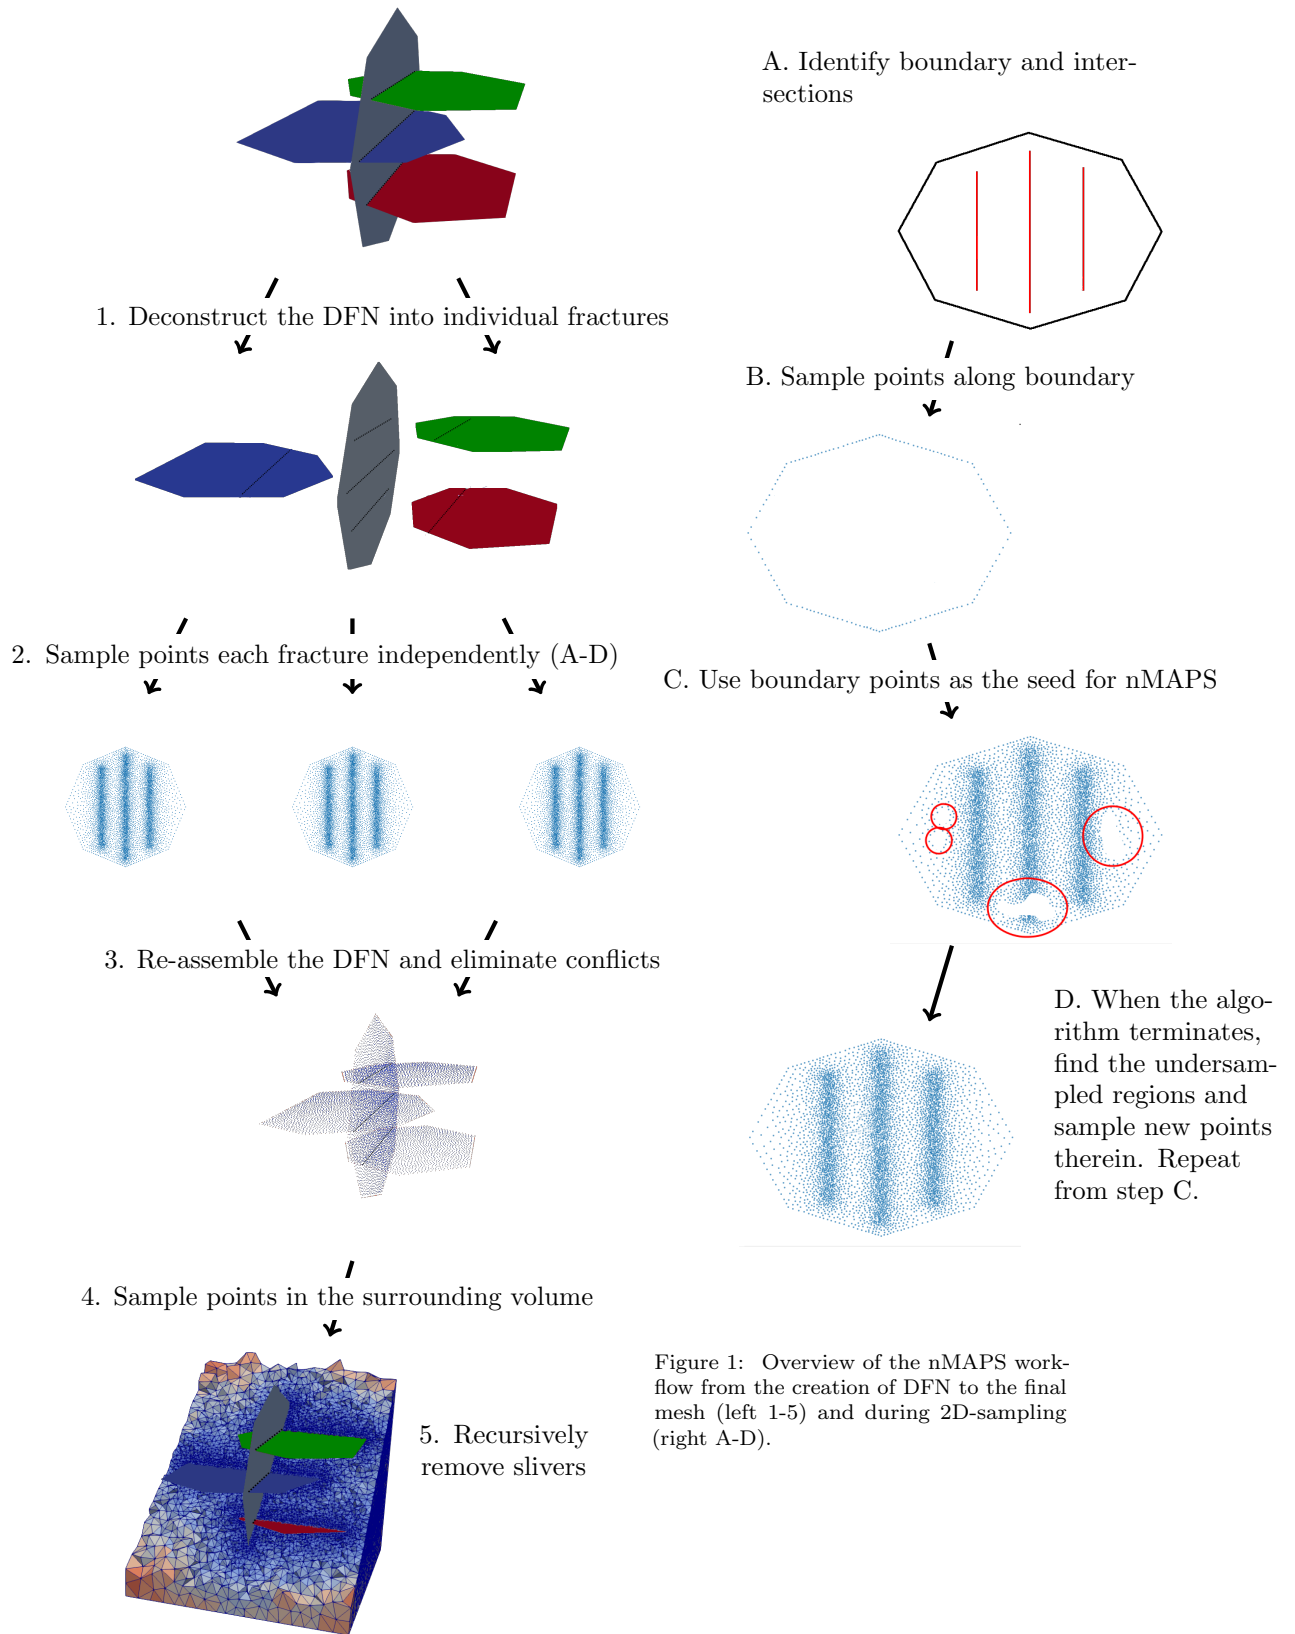 1. Deconstruct the DFN into individual fractures
2. Sample points each fracture independently (A-D)
3. Re-assemble the DFN and eliminate conflicts
4. Sample points in the surrounding volume
5. Recursively
remove slivers
A. Identify boundary and inter-
sections
B. Sample points along boundary
C. Use boundary points as the seed for nMAPS
D. When the algo-
rithm terminates,
find the undersam-
pled regions and
sample new points
therein. Repeat
from step C.
Figure 1: Overview of the nMAPS work-
flow from the creation of DFN to the final
mesh (left 1-5) and during 2D-sampling
(right A-D).